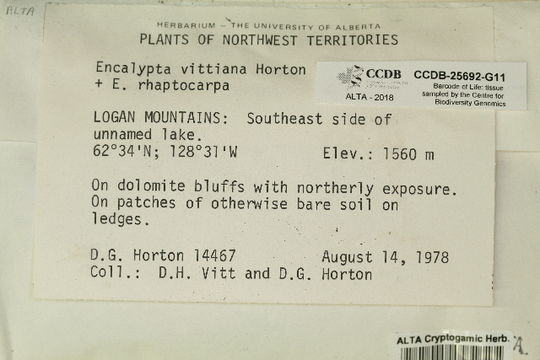 ALTA
HERBARIUM – THE UNIVERSITY OF ALBERTA
PLANTS OF NORTHWEST TERRITORIES
Encalypta vittiana Horton
+ E. rhaptocarpa
CCDB
CCDB-25692-G11
ALTA - 2018
Barcode of Life: tissue
sampled by the Centre for
Biodiversity Genomics
LOGAN MOUNTAINS: Southeast side of
unnamed lake.
62°34'N; 128°31'W Elev.: 1560 m
On dolomite bluffs with northerly exposure.
On patches of otherwise bare soil on
ledges.
D.G. Horton 14467 August 14, 1978
Coll.: D.H. Vitt and D.G. Horton
ALTA Cryptogamic Herb.